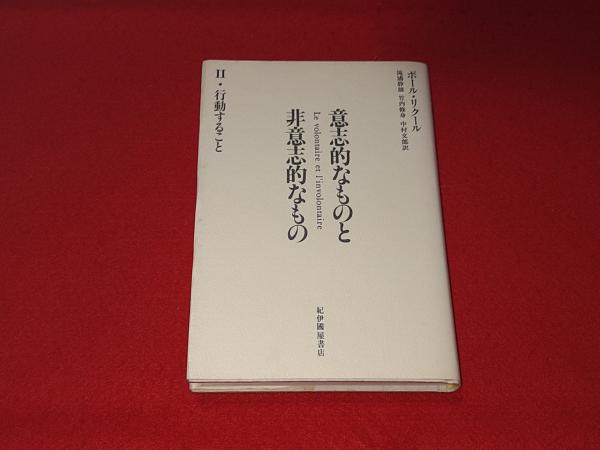 ポール・リクール
滝浦静雄 竹内修身 中村文郎訳
意志的なものと
Le volontaire et l'involontaire
非意志的なもの
II・行動すること
紀伊國屋書店